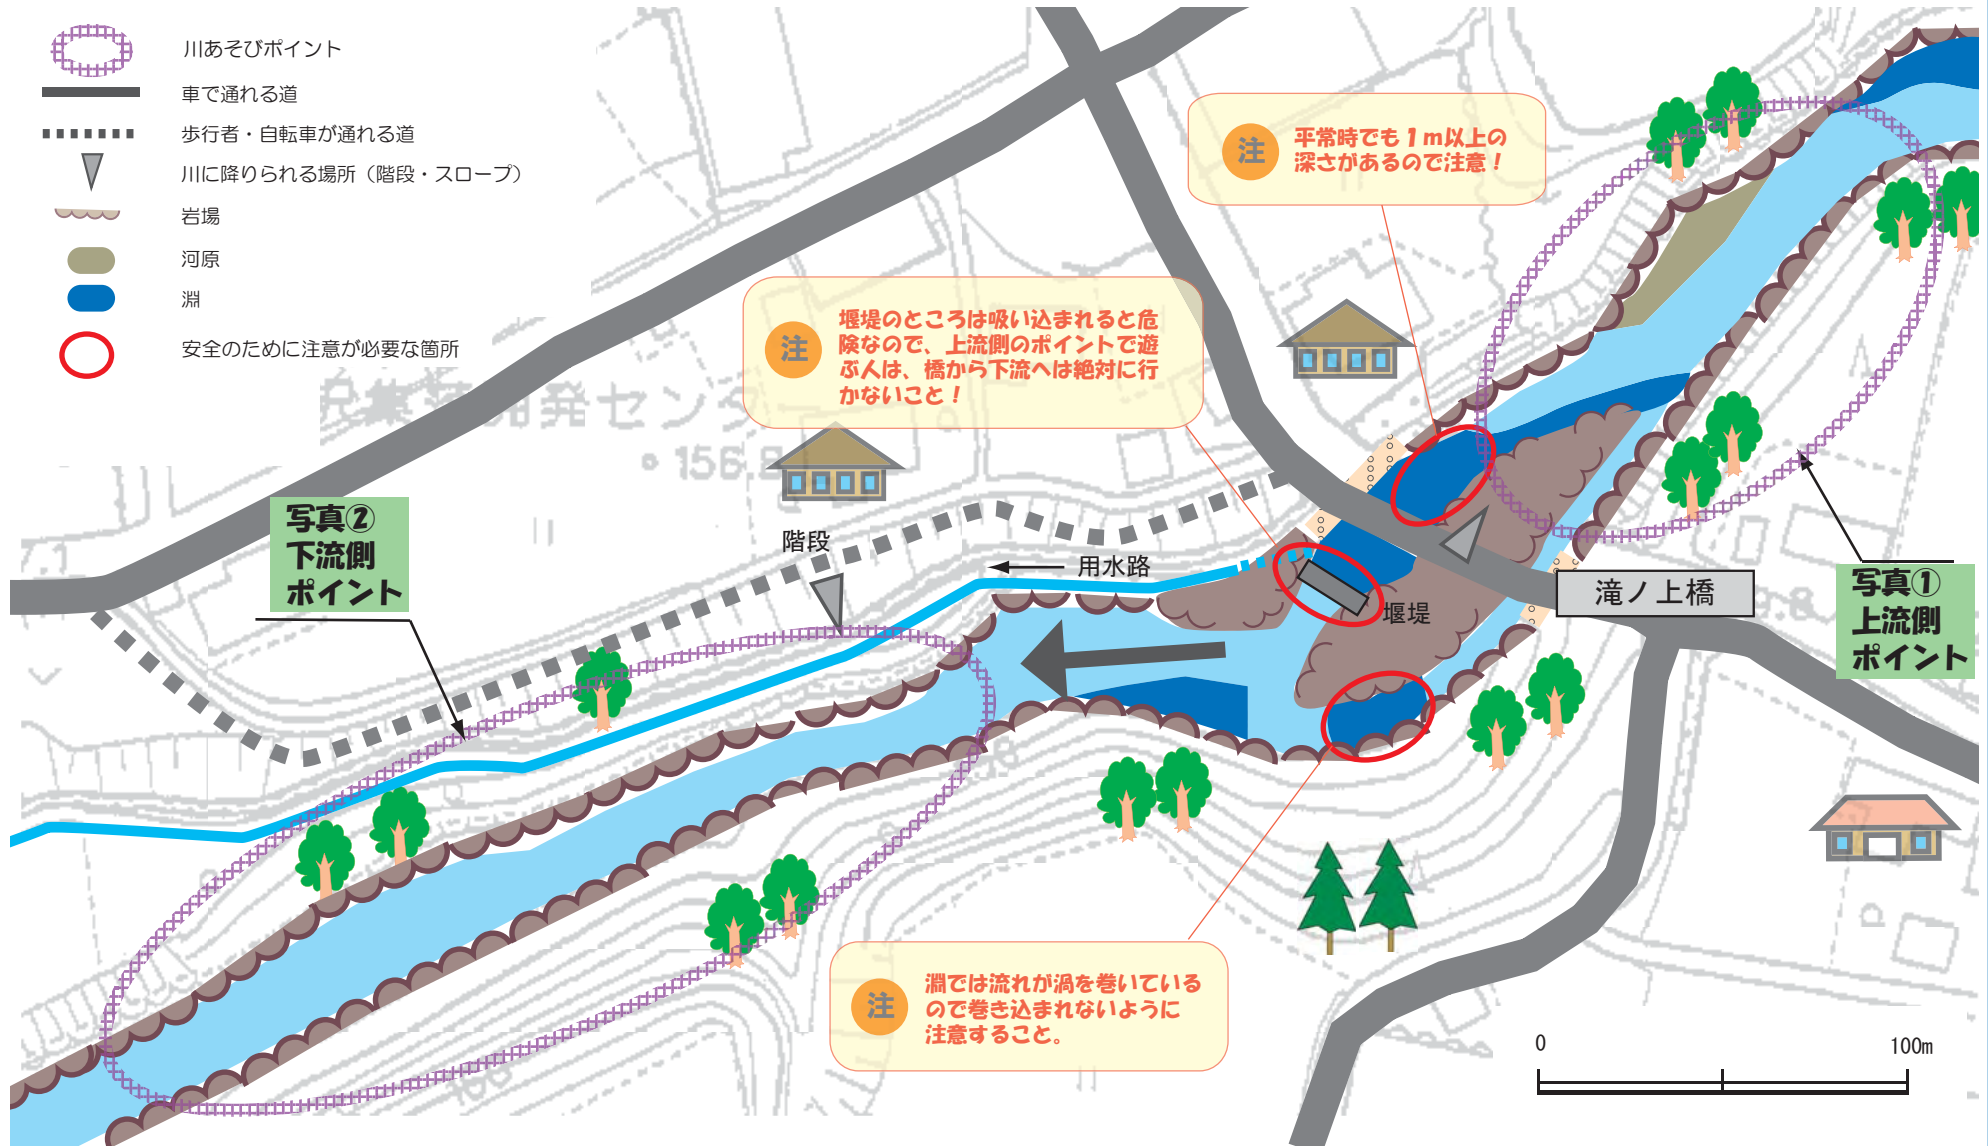 川あそびポイント
車で通れる道
歩行者・自転車が通れる道
川に降りられる場所（階段・スロープ）
岩場
河原
淵
安全のために注意が必要な箇所
注
平常時でも１ｍ以上の
深さがあるので注意！
注
堰堤のところは吸い込まれると危
険なので、上流側のポイントで遊
ぶ人は、橋から下流へは絶対に行
かないこと！
発センタ
156.8
写真②
下流側
ポイント
階段
用水路
堰堤
滝ノ上橋
写真①
上流側
ポイント
注
淵では流れが渦を巻いている
ので巻き込まれないように
注意すること。
0
100m